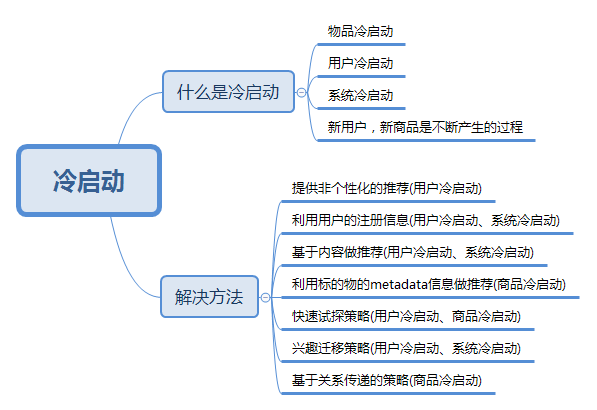 冷启动
什么是冷启动
物品冷启动
用户冷启动
系统冷启动
新用户，新商品是不断产生的过程
解决方法
提供非个性化的推荐(用户冷启动)
利用用户的注册信息(用户冷启动、系统冷启动)
基于内容做推荐(用户冷启动、系统冷启动)
利用标的物的metadata信息做推荐(商品冷启动)
快速试探策略(用户冷启动、商品冷启动)
兴趣迁移策略(用户冷启动、系统冷启动)
基于关系传递的策略(商品冷启动)